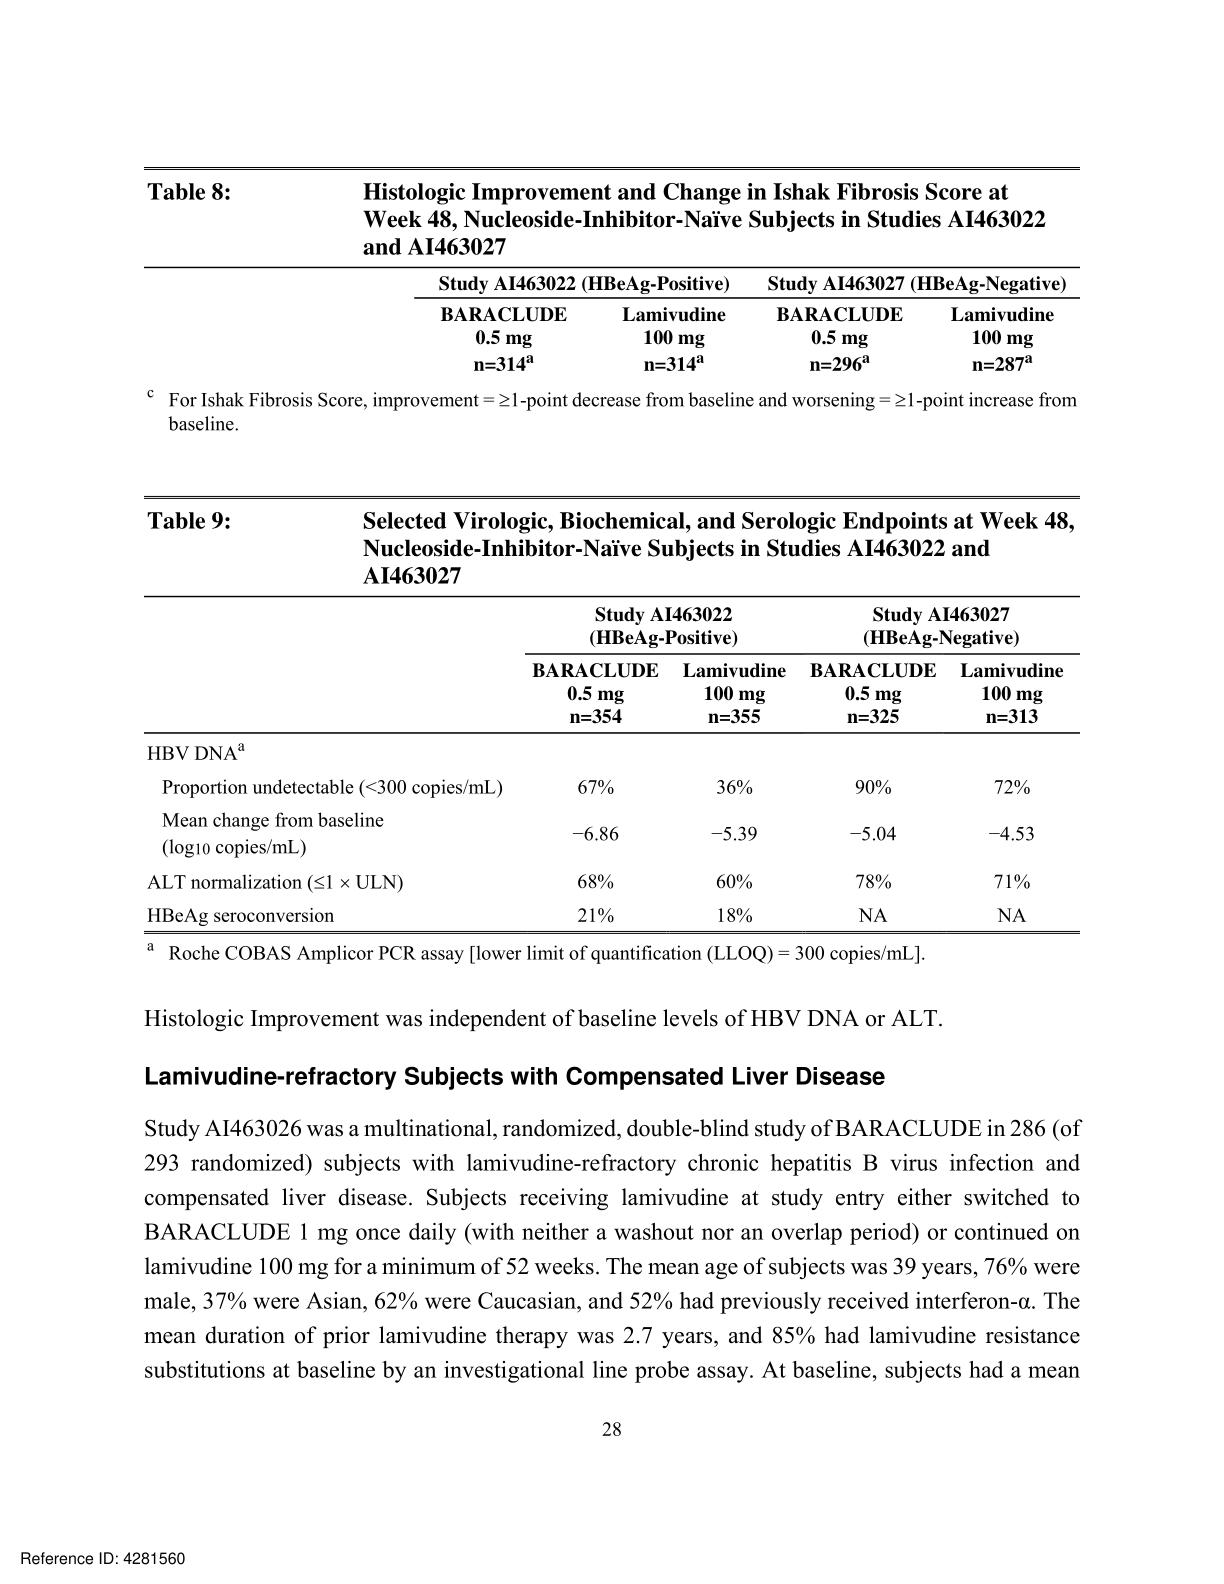 Table 8: Histologic Improvement and Change in Ishak Fibrosis Score at
Week 48, Nucleoside-Inhibitor-Naïve Subjects in Studies AI463022
and AI463027
Study AI463022 (HBeAg-Positive) Study AI463027 (HBeAg-Negative)
BARACLUDE Lamivudine BARACLUDE Lamivudine
0.5 mg 100 mg 0.5 mg 100 mg
n=314a n=314a n=296a n=287a
c For Ishak Fibrosis Score, improvement = ≥1-point decrease from baseline and worsening = ≥1-point increase from
baseline.
Table 9: Selected Virologic, Biochemical, and Serologic Endpoints at Week 48,
Nucleoside-Inhibitor-Naïve Subjects in Studies AI463022 and
AI463027
Study AI463022 Study AI463027
(HBeAg-Positive) (HBeAg-Negative)
BARACLUDE Lamivudine BARACLUDE Lamivudine
0.5 mg 100 mg 0.5 mg 100 mg
n=354 n=355 n=325 n=313
HBV DNAa
Proportion undetectable (<300 copies/mL) 67% 36% 90% 72%
Mean change from baseline
(log10 copies/mL) −6.86 −5.39 −5.04 −4.53
ALT normalization (≤1 × ULN) 68% 60% 78% 71%
HBeAg seroconversion 21% 18% NA NA
a Roche COBAS Amplicor PCR assay [lower limit of quantification (LLOQ) = 300 copies/mL].
Histologic Improvement was independent of baseline levels of HBV DNA or ALT.
Lamivudine-refractory Subjects with Compensated Liver Disease
Study AI463026 was a multinational, randomized, double-blind study of BARACLUDE in 286 (of
293 randomized) subjects with lamivudine-refractory chronic hepatitis B virus infection and
compensated liver disease. Subjects receiving lamivudine at study entry either switched to
BARACLUDE 1 mg once daily (with neither a washout nor an overlap period) or continued on
lamivudine 100 mg for a minimum of 52 weeks. The mean age of subjects was 39 years, 76% were
male, 37% were Asian, 62% were Caucasian, and 52% had previously received interferon-α. The
mean duration of prior lamivudine therapy was 2.7 years, and 85% had lamivudine resistance
substitutions at baseline by an investigational line probe assay. At baseline, subjects had a mean
28
Reference ID: 4281560